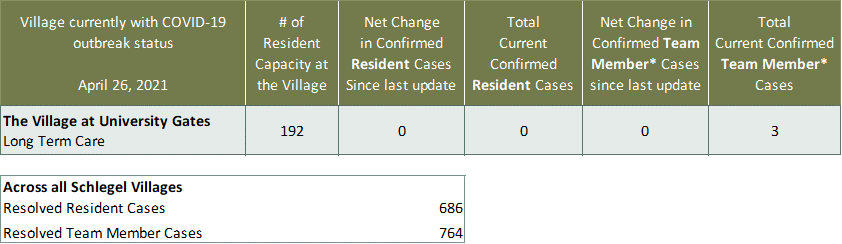 Village currently with COVID-19
outbreak status
April 26, 2021
# of
Resident
Capacity at
the Village
Net Change
in Confirmed
Resident Cases
Since last update
Total
Current
Confirmed
Resident Cases
Net Change in
Confirmed Team
Member* Cases
since last update
Total
Current Confirmed
Team Member*
Cases
The Village at University Gates
Long Term Care
192
0
0
0
3
Across all Schlegel Villages
Resolved Resident Cases 686
Resolved Team Member Cases 764